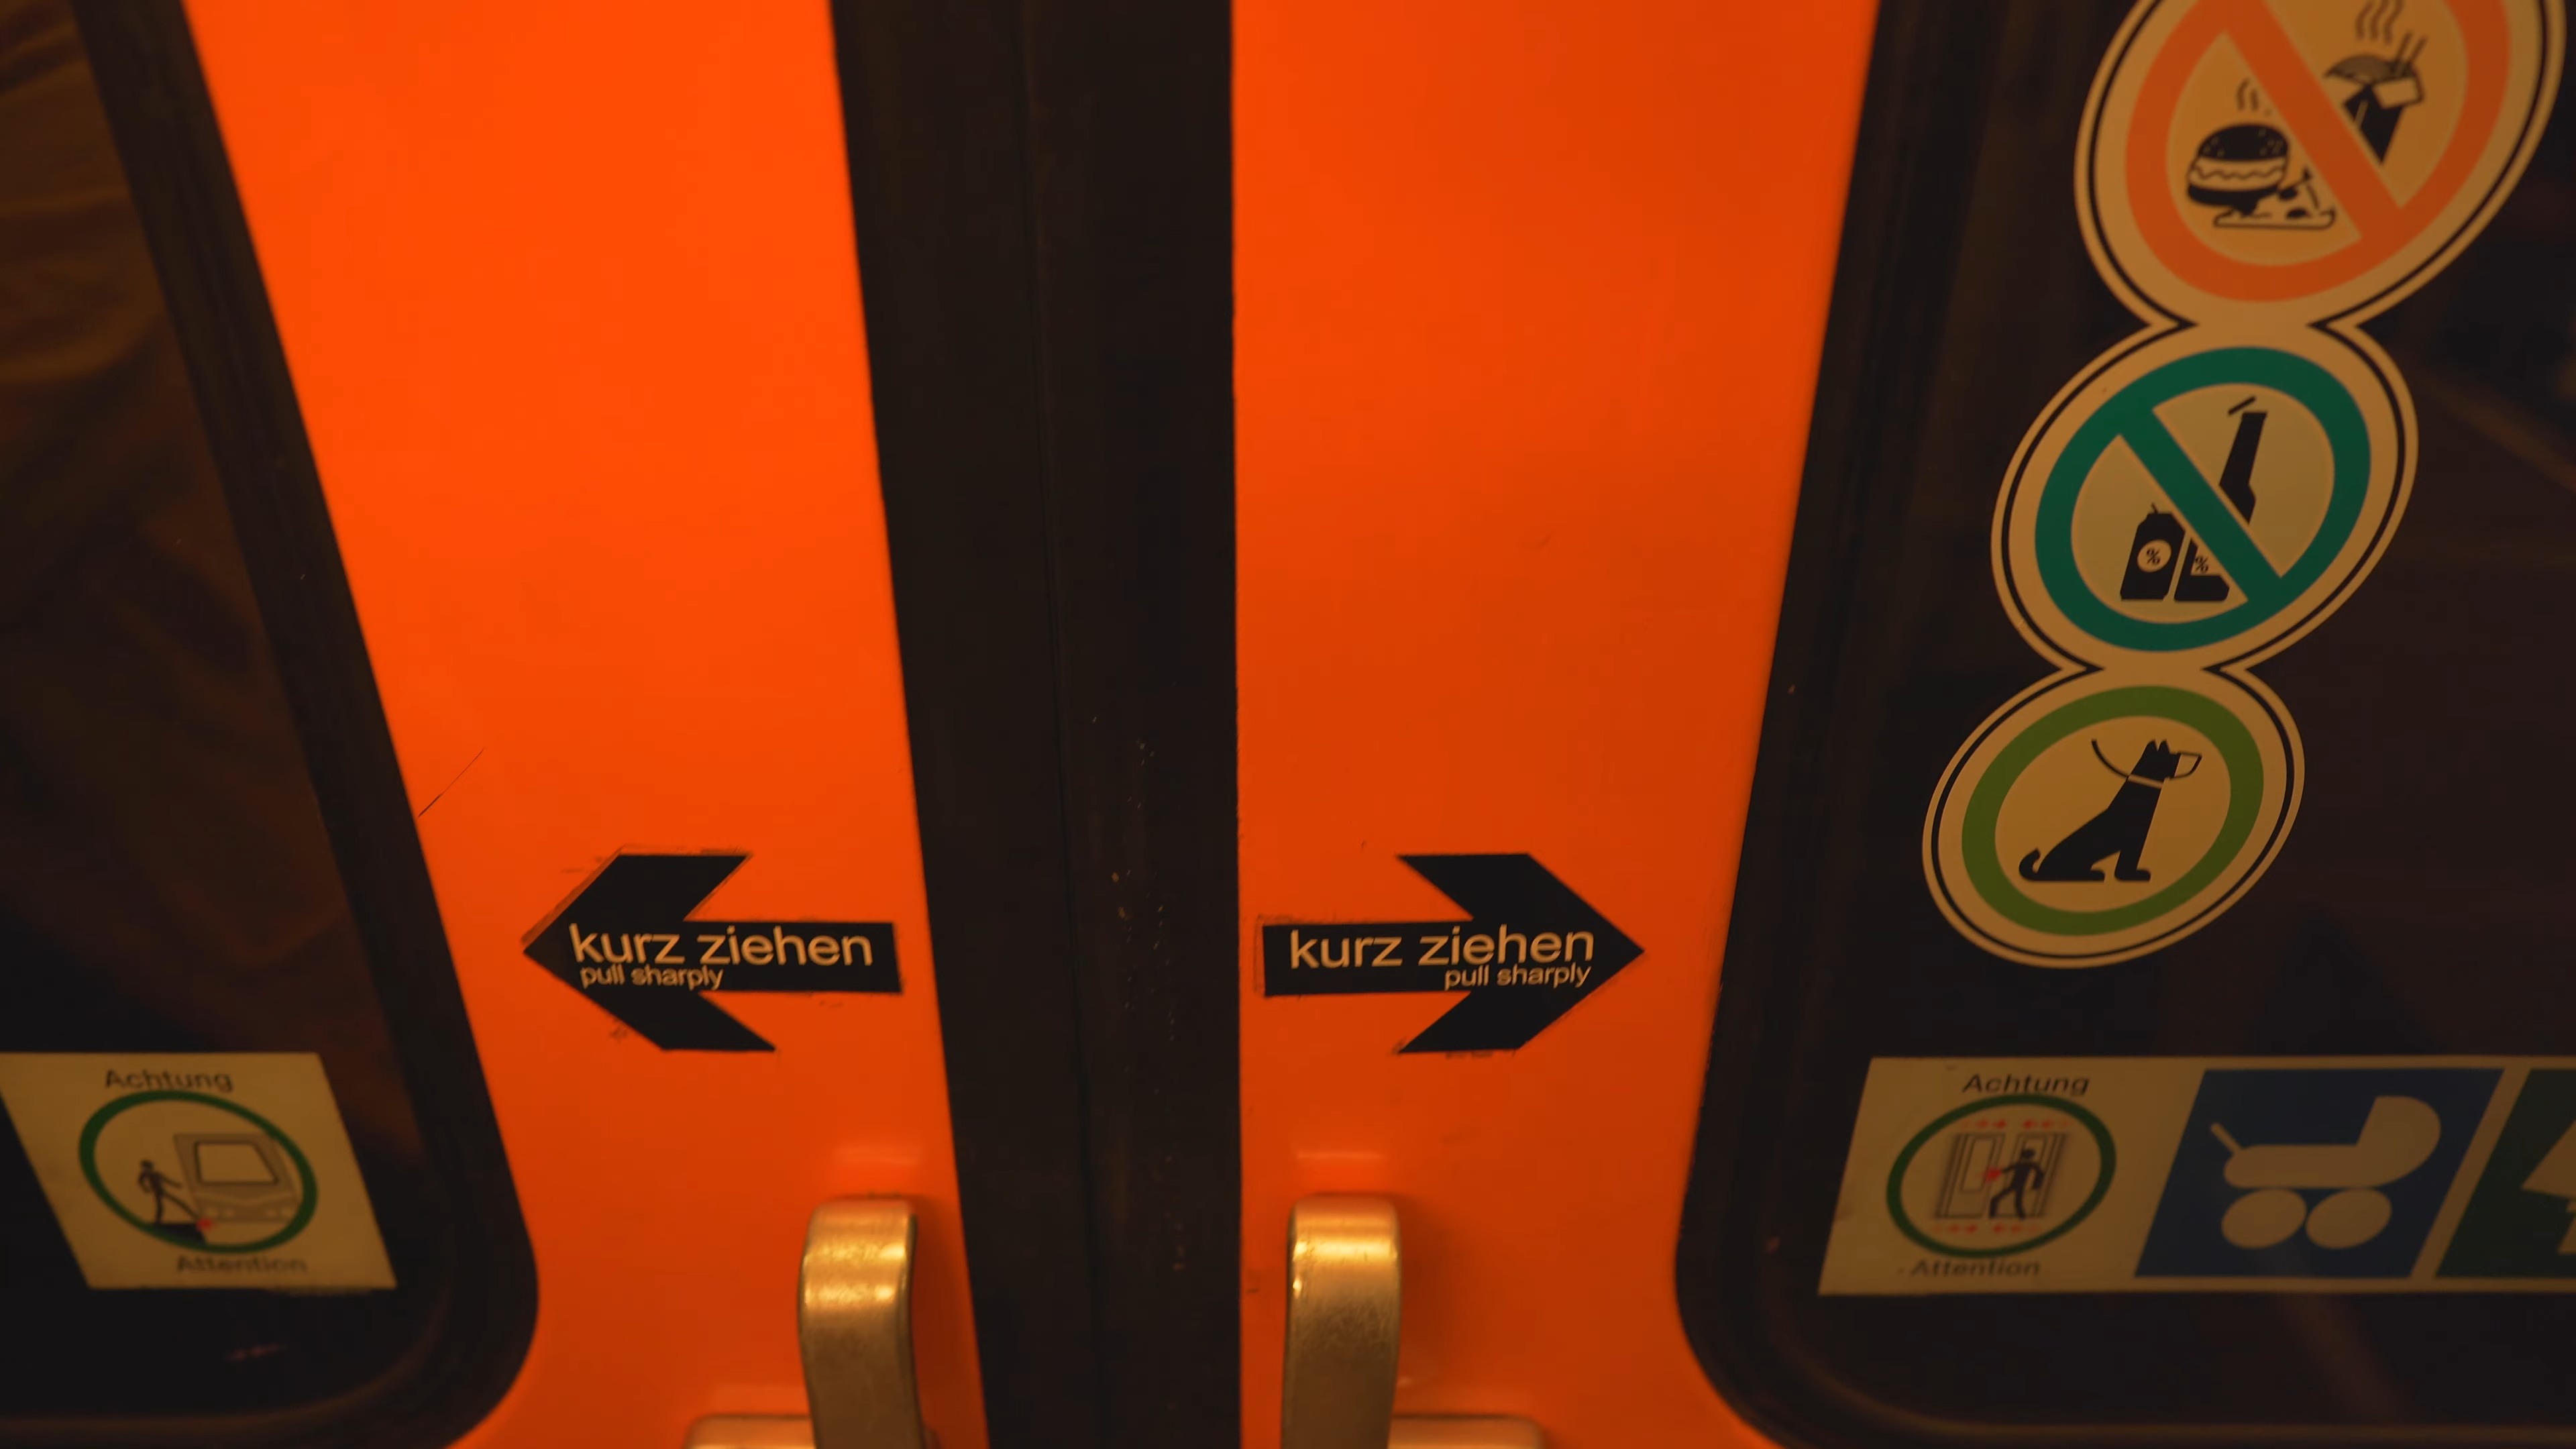 kurz ziehen
pull sharply
kurz ziehen
pull sharply
Achtung
Attention
Achtung
Attention
%
%